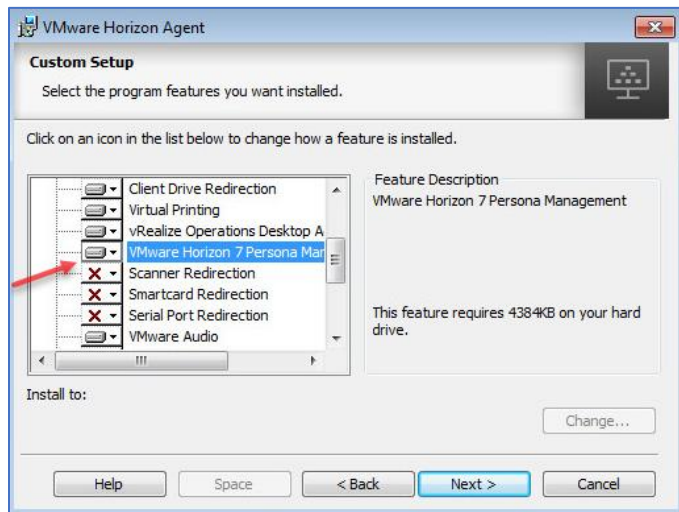 VMware Horizon Agent
Custom Setup
Select the program features you want installed.
Click on an icon in the list below to change how a feature is installed.
Client Drive Redirection
Virtual Printing
vRealize Operations Desktop A
VMware Horizon 7 Persona Mar
Scanner Redirection
Smartcard Redirection
Serial Port Redirection
VMware Audio
Feature Description
VMware Horizon 7 Persona Management
This feature requires 4384KB on your hard
drive.
Install to:
Change...
Help
Space
< Back
Next >
Cancel